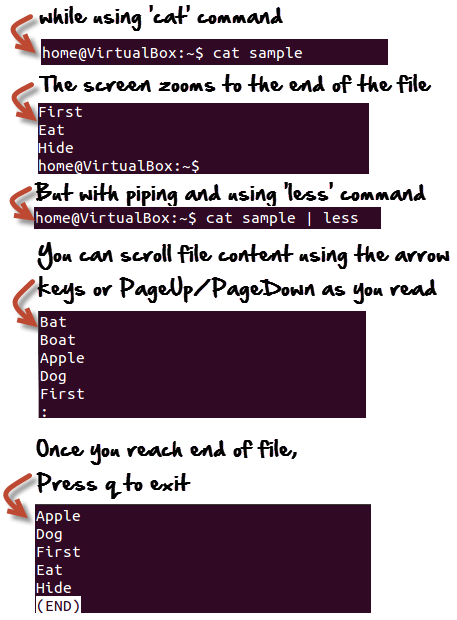 while using 'cat' command
home@VirtualBox:~$ cat sample
The screen zooms to the end of the file
First
Eat
Hide
home@VirtualBox:~$
But with piping and using 'less' command
home@VirtualBox:~$ cat sample | less
You can scroll file content using the arrow
keys or PageUp/PageDown as you read
Bat
Boat
Apple
Dog
First
:
Once you reach end of file,
Press q to exit
Apple
Dog
First
Eat
Hide
(END)